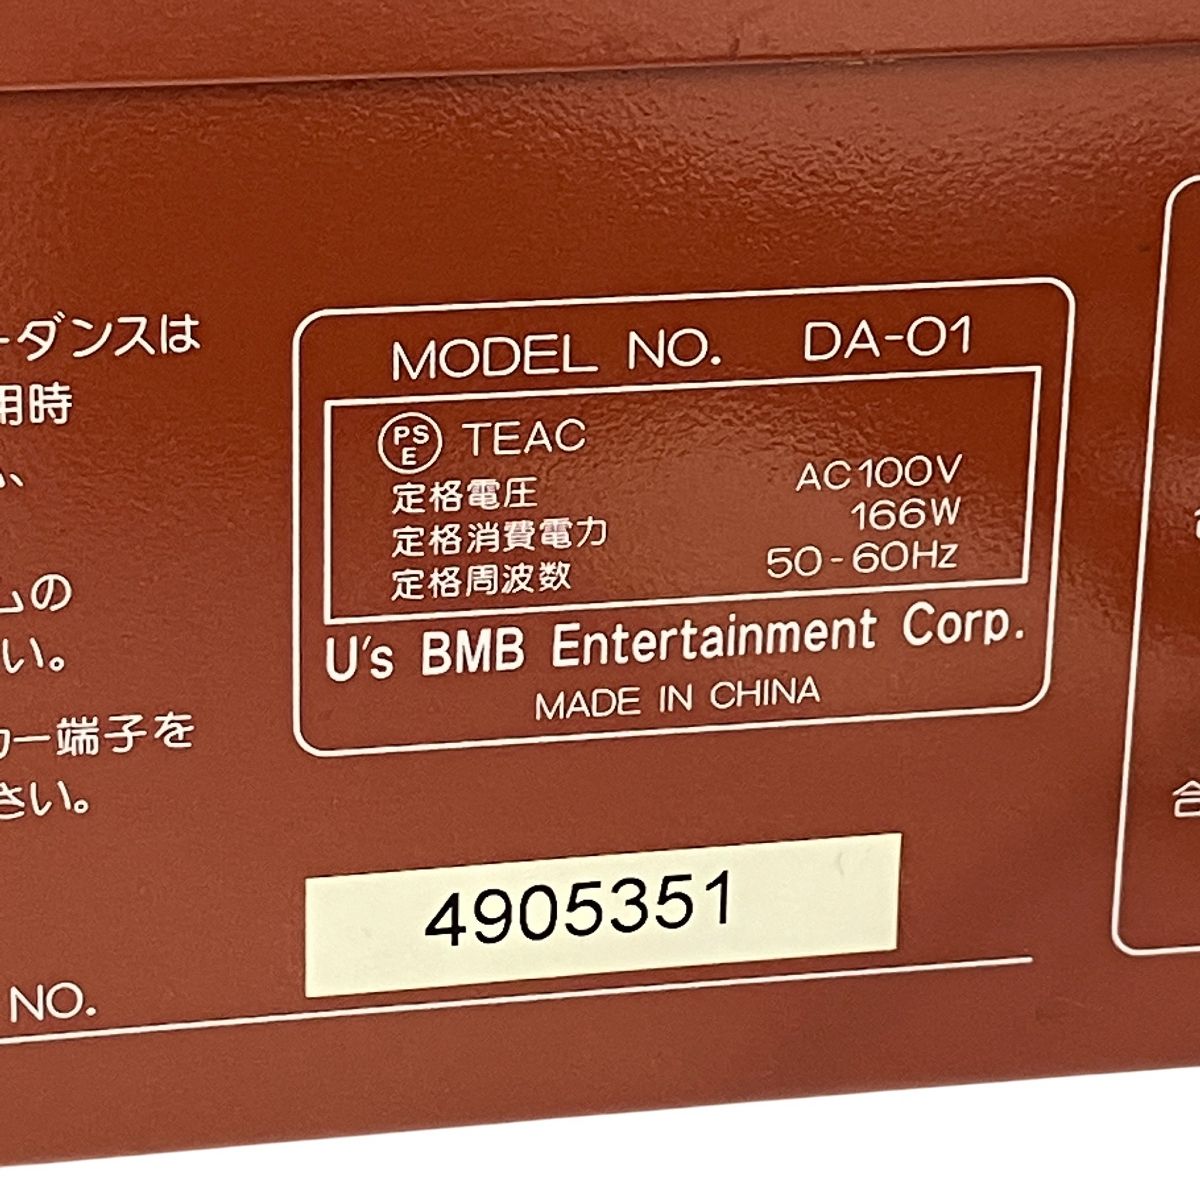 ーダンスは
用時
、
ムの
い。
カー端子を
さい。
MODEL NO. DA-01
PSE TEAC
定格電圧 AC100V
定格消費電力 166W
定格周波数 50-60Hz
U's BMB Entertainment Corp.
MADE IN CHINA
NO. 4905351
合